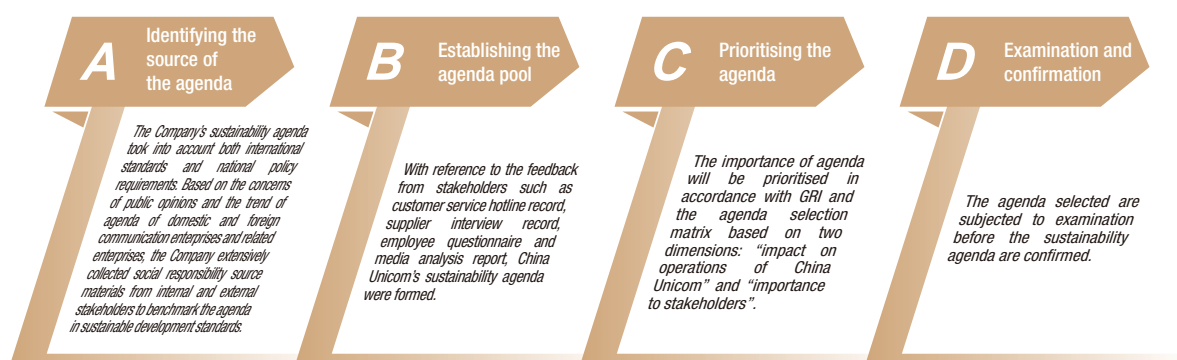 A
Identifying the
source of
the agenda
The Company's sustainability agenda
took into account both international
standards and national policy
requirements. Based on the concerns
of public opinions and the trend of
agenda of domestic and foreign
communication enterprises and related
enterprises, the Company extensively
collected social responsibility source
materials from internal and external
stakeholders to benchmark the agenda
in sustainable development standards.
B
Establishing the
agenda pool
With reference to the feedback
from stakeholders such as
customer service hotline record,
supplier interview record,
employee questionnaire and
media analysis report, China
Unicom's sustainability agenda
were formed.
C
Prioritising the
agenda
The importance of agenda
will be prioritised in
accordance with GRI and
the agenda selection
matrix based on two
dimensions: “impact on
operations of China
Unicom” and “importance
to stakeholders”.
D
Examination and
confirmation
The agenda selected are
subjected to examination
before the sustainability
agenda are confirmed.